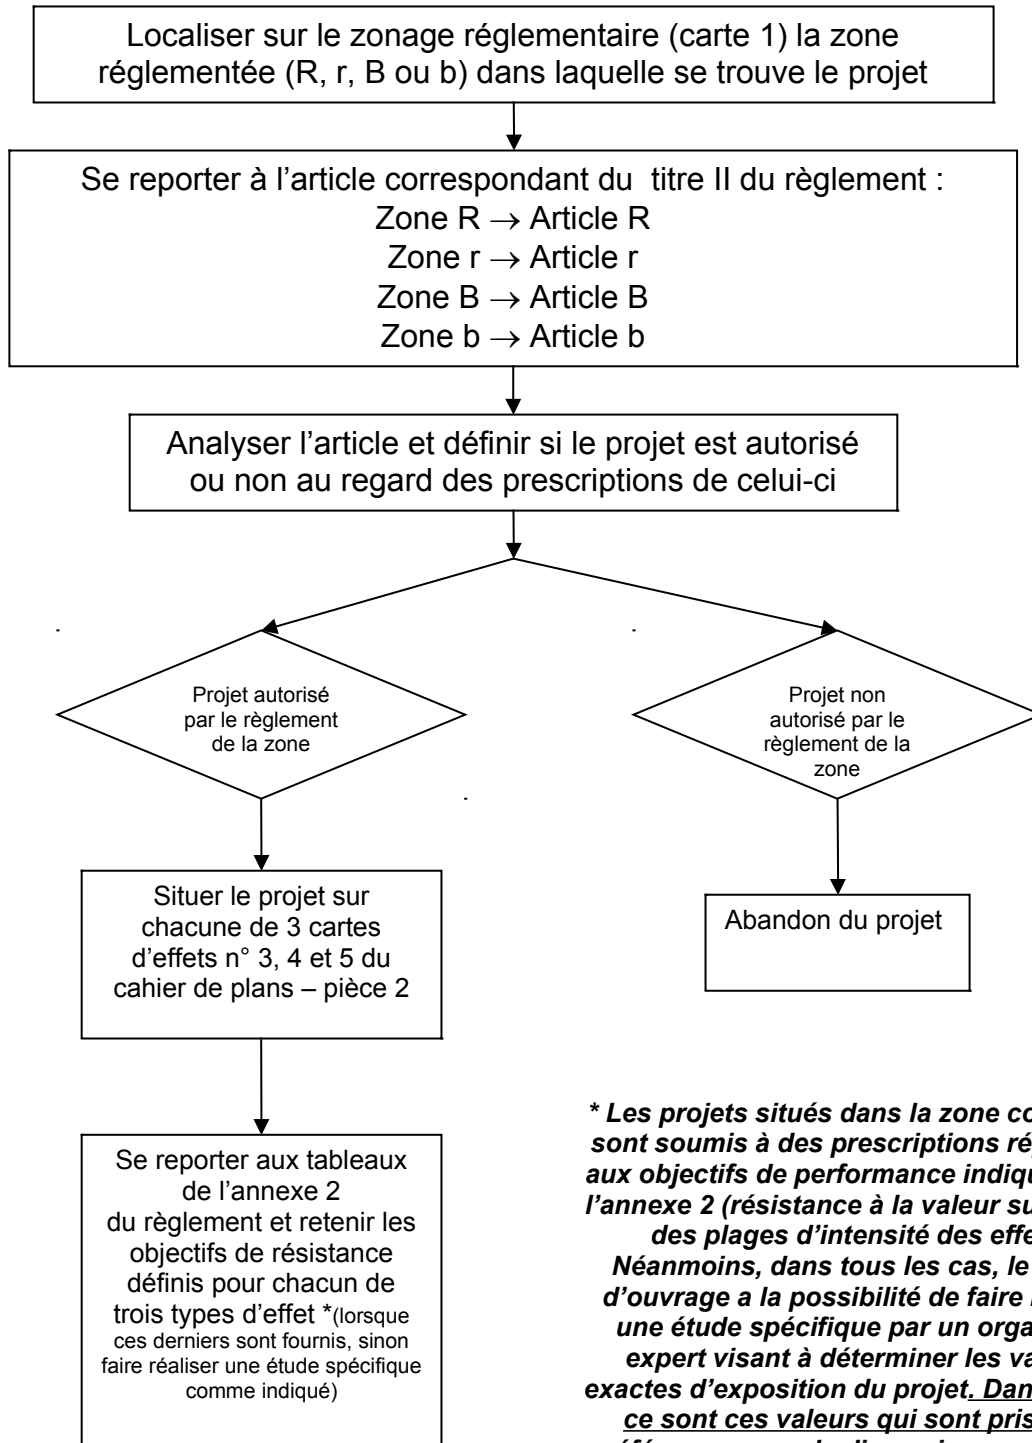 Localiser sur le zonage réglementaire (carte 1) la zone
réglementée (R, r, B ou b) dans laquelle se trouve le projet
Se reporter à l’article correspondant du titre II du règlement :
Zone R → Article R
Zone r → Article r
Zone B → Article B
Zone b → Article b
Analyser l’article et définir si le projet est autorisé
ou non au regard des prescriptions de celui-ci
Projet autorisé
par le règlement
de la zone
Projet non
autorisé par le
règlement de la
zone
Situer le projet sur
chacune de 3 cartes
d’effets n° 3, 4 et 5 du
cahier de plans – pièce 2
Abandon du projet
Se reporter aux tableaux
de l’annexe 2
du règlement et retenir les
objectifs de résistance
définis pour chacun de
trois types d’effet *(lorsque
ces derniers sont fournis, sinon
faire réaliser une étude spécifique
comme indiqué)
* Les projets situés dans la zone
sont soumis à des prescriptions
aux objectifs de performance
l’annexe 2 (résistance à la valeur
des plages d’intensité des
Néanmoins, dans tous les cas, le
d’ouvrage a la possibilité de faire
une étude spécifique par un
expert visant à déterminer les
exactes d’exposition du projet.
ce sont ces valeurs qui sont